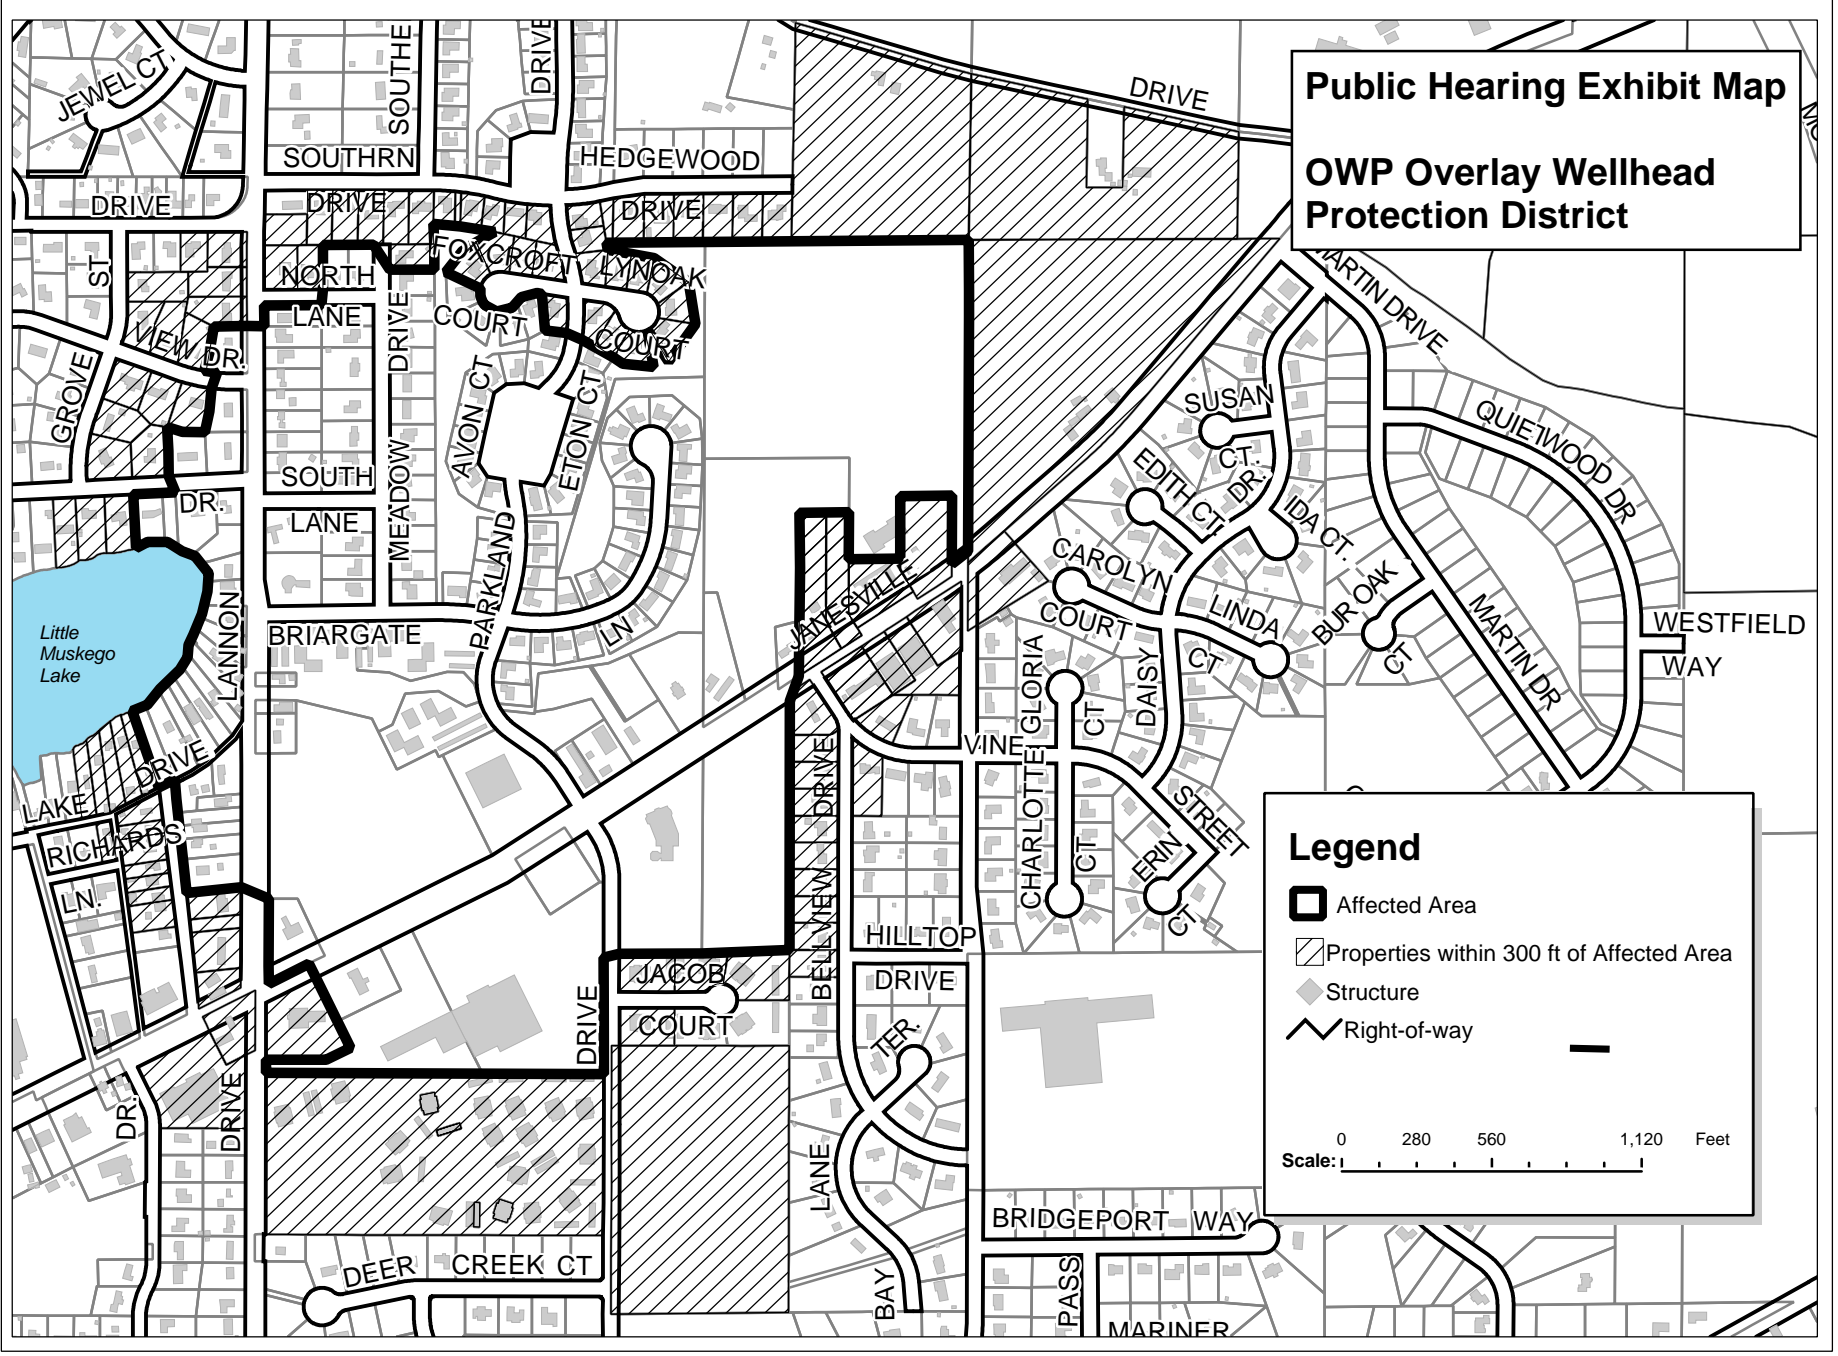 Public Hearing Exhibit Map
OWP Overlay Wellhead
Protection District
JEWEL CT.
SOUTHE
DRIVE
DRIVE
SOUTHRN
HEDGEWOOD
DRIVE
DRIVE
DRIVE
ST
NORTH
FOXCROFT
LYNOAK
MARTIN DRIVE
LANE
COURT
COURT
VIEW DR.
DRIVE
GROVE
AVON CT
ETON CT
SUSAN
CT.
QUIETWOOD DR
SOUTH
DR.
LANE
MEADOW
EDITH CT.
DR.
IDA CT.
PARKLAND
JANESVILLE
CAROLYN
COURT
LINDA
CT
BUR OAK
CT
MARTIN DR
WESTFIELD
WAY
Little
Muskego
Lake
LANNON
BRIARGATE
LN
GLORIA
CT
DAISY
DRIVE
VINE
STREET
LAKE
RICHARDS
LN.
BELLVIEW DRIVE
CHARLOTTE
CT
ERIN
CT
HILLTOP
DRIVE
JACOB
COURT
DRIVE
TER.
DR.
DRIVE
LANE
BAY
DEER CREEK CT
BRIDGEPORT WAY
PASS
MARINER
Legend
Affected Area
Properties within 300 ft of Affected Area
Structure
Right-of-way
0 280 560 1,120 Feet
Scale: